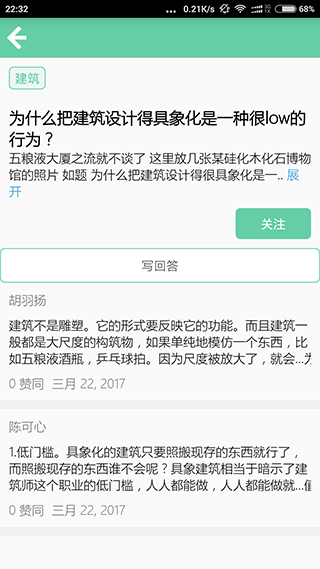 22:32
... 0.21K/s 68%
建筑
为什么把建筑设计得具象化是一种很low的
行为？
五粮液大厦之流就不谈了 这里放几张某硅化木化石博物
馆的照片 如题 为什么把建筑设计得很具象化是一.. 展
开
关注
写回答
胡羽扬
建筑不是雕塑。它的形式要反映它的功能。而且建筑一
般都是大尺度的构筑物，如果单纯地模仿一个东西，比
如五粮液酒瓶，乒乓球拍。因为尺度被放大了，就会...为
0 赞同 三月 22, 2017
陈可心
1.低门槛。具象化的建筑只要照搬现存的东西就行了，
而照搬现存的东西谁不会呢？具象建筑相当于暗示了建
筑师这个职业的低门槛，人人都能做，人人都能做就...值
0 赞同 三月 22, 2017